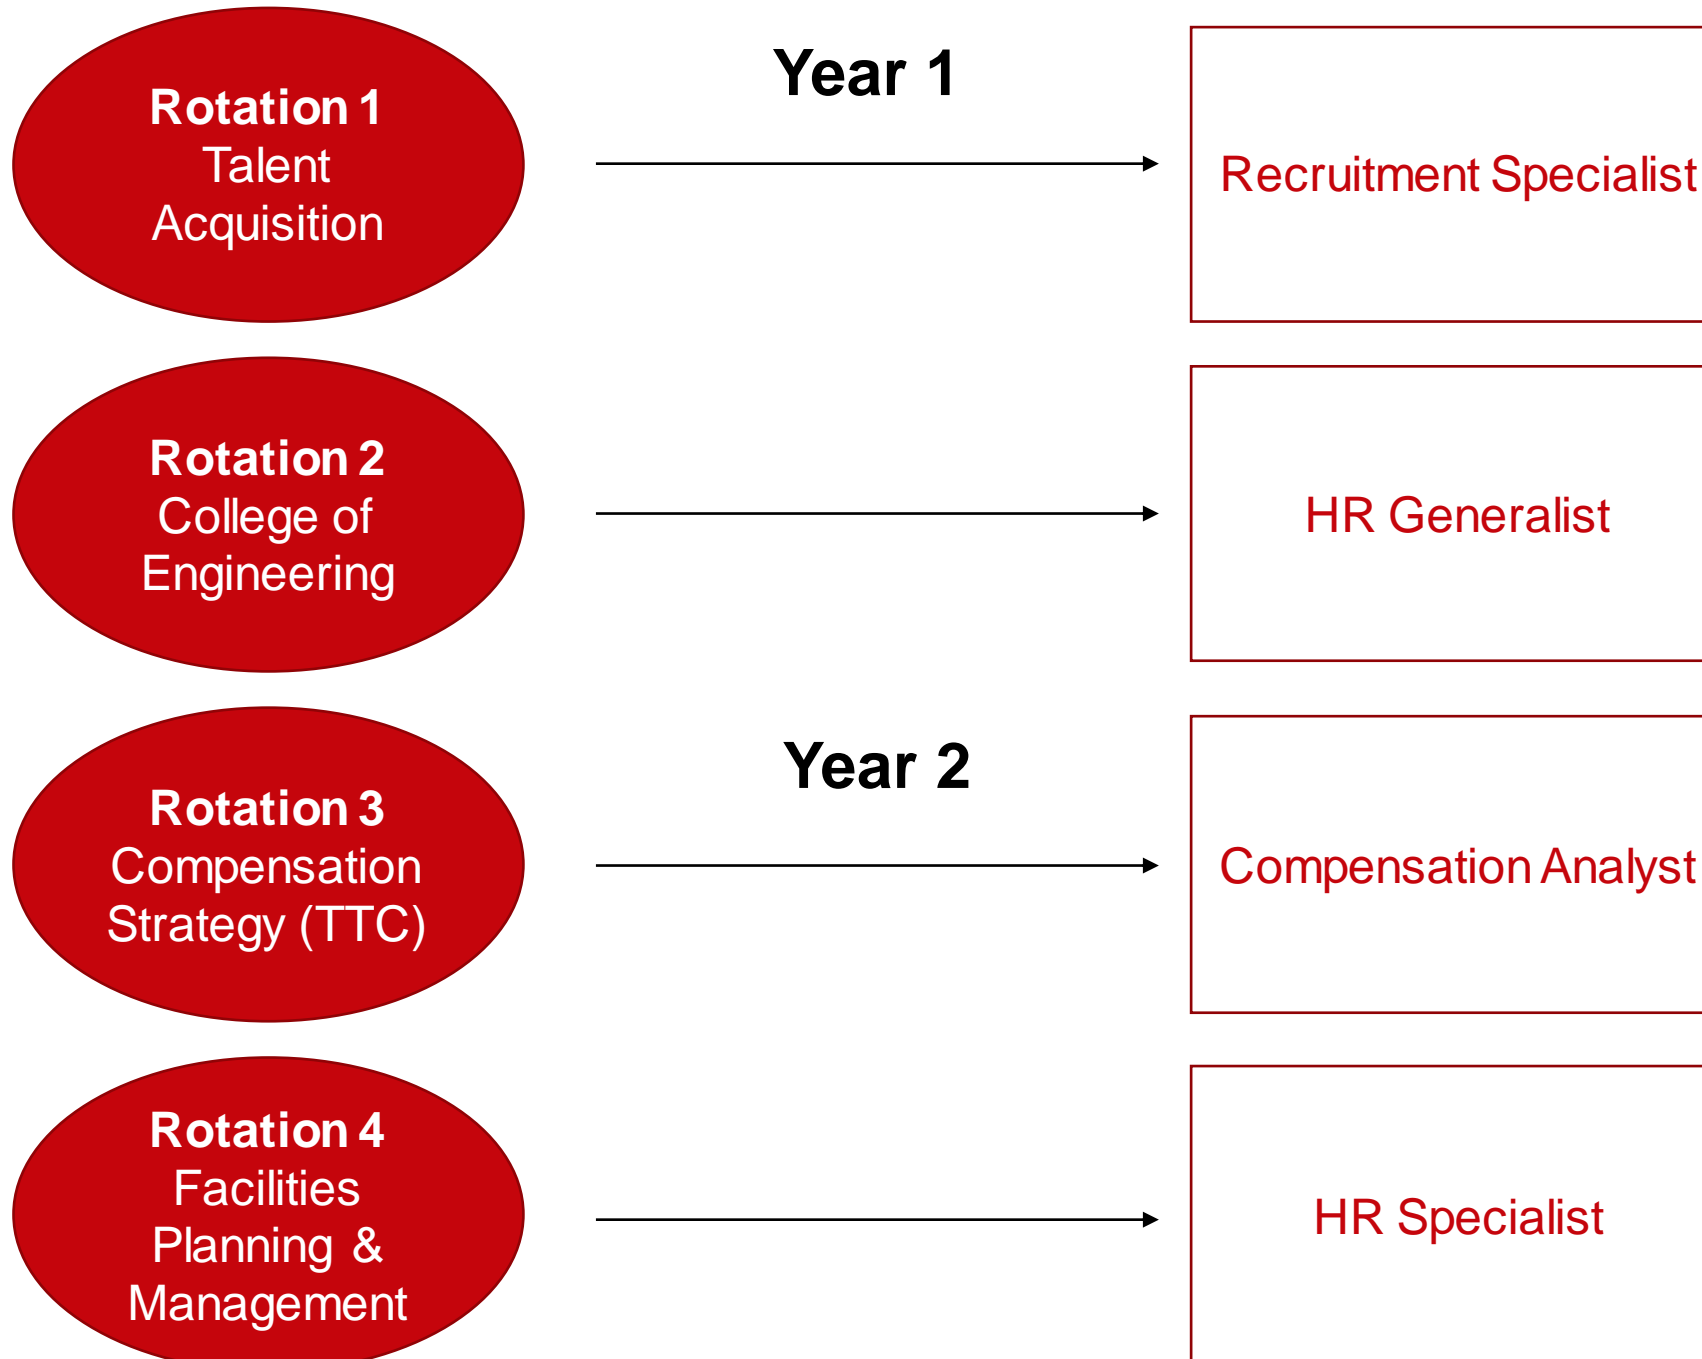 Year 1
Rotation 1
Talent
Acquisition
Recruitment Specialist
Rotation 2
College of
Engineering
HR Generalist
Year 2
Rotation 3
Compensation
Strategy (TTC)
Compensation Analyst
Rotation 4
Facilities
Planning &
Management
HR Specialist